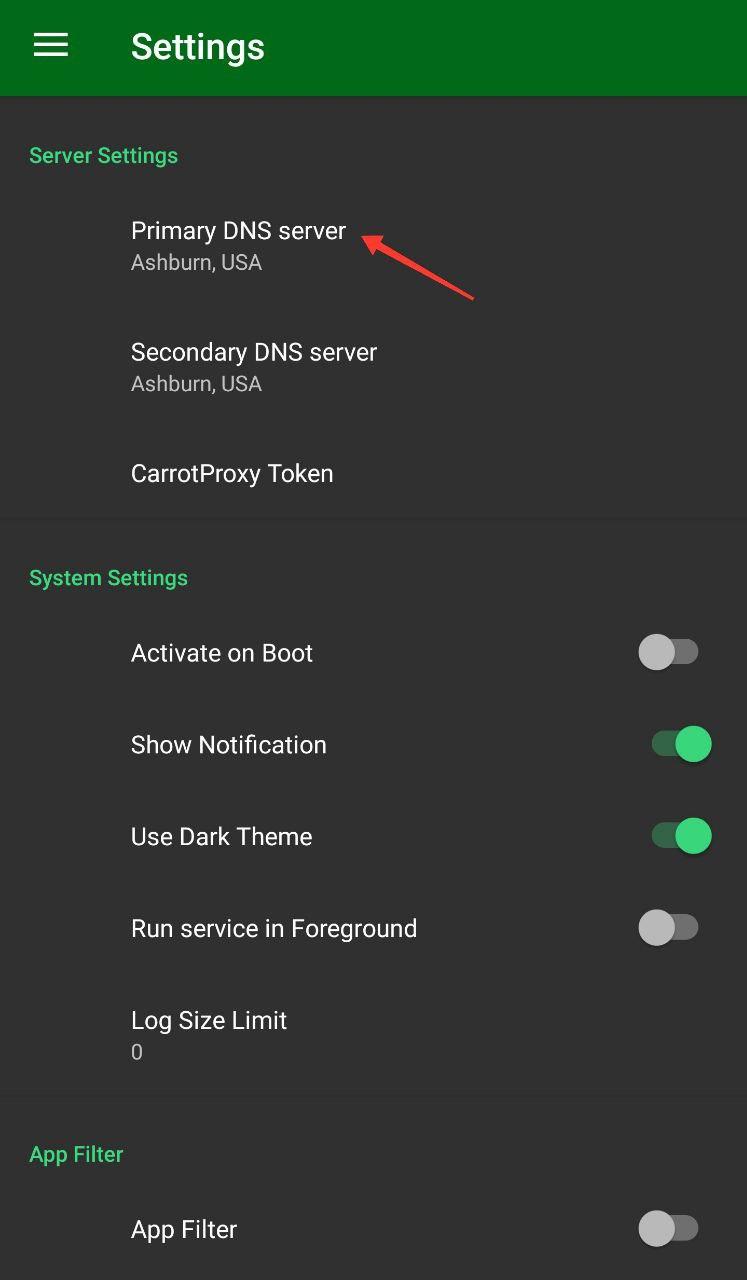 Settings
Server Settings
Primary DNS server
Ashburn, USA
Secondary DNS server
Ashburn, USA
CarrotProxy Token
System Settings
Activate on Boot
Show Notification
Use Dark Theme
Run service in Foreground
Log Size Limit
0
App Filter
App Filter